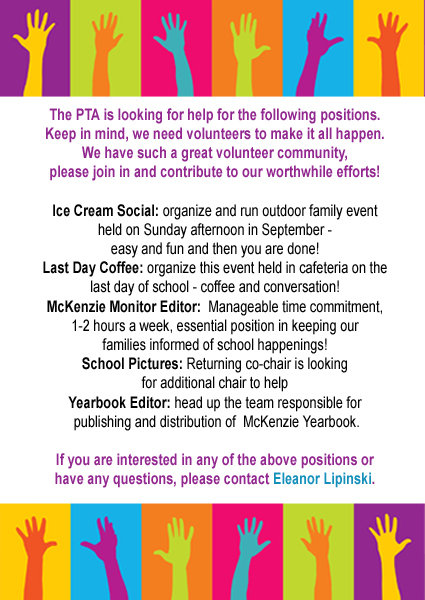 The PTA is looking for help for the following positions.
Keep in mind, we need volunteers to make it all happen.
We have such a great volunteer community,
please join in and contribute to our worthwhile efforts!
Ice Cream Social: organize and run outdoor family event
held on Sunday afternoon in September -
easy and fun and then you are done!
Last Day Coffee: organize this event held in cafeteria on the
last day of school - coffee and conversation!
McKenzie Monitor Editor: Manageable time commitment,
1-2 hours a week, essential position in keeping our
families informed of school happenings!
School Pictures: Returning co-chair is looking
for additional chair to help
Yearbook Editor: head up the team responsible for
publishing and distribution of McKenzie Yearbook.
If you are interested in any of the above positions or
have any questions, please contact Eleanor Lipinski.